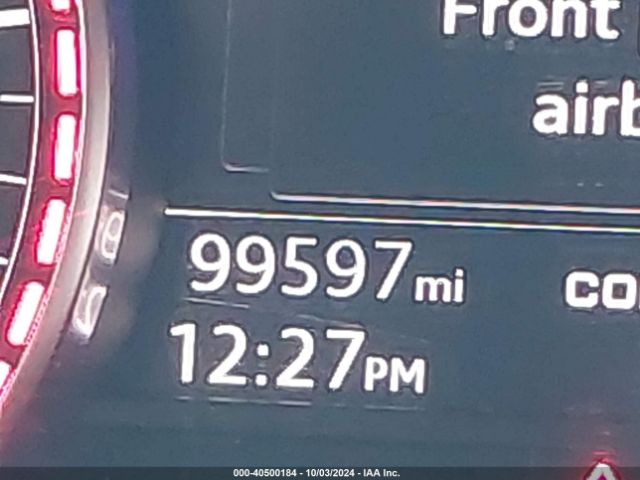 Front
airb
99597mi
co
12:27PM
000-40500184 - 10/03/2024 - IAA Inc.